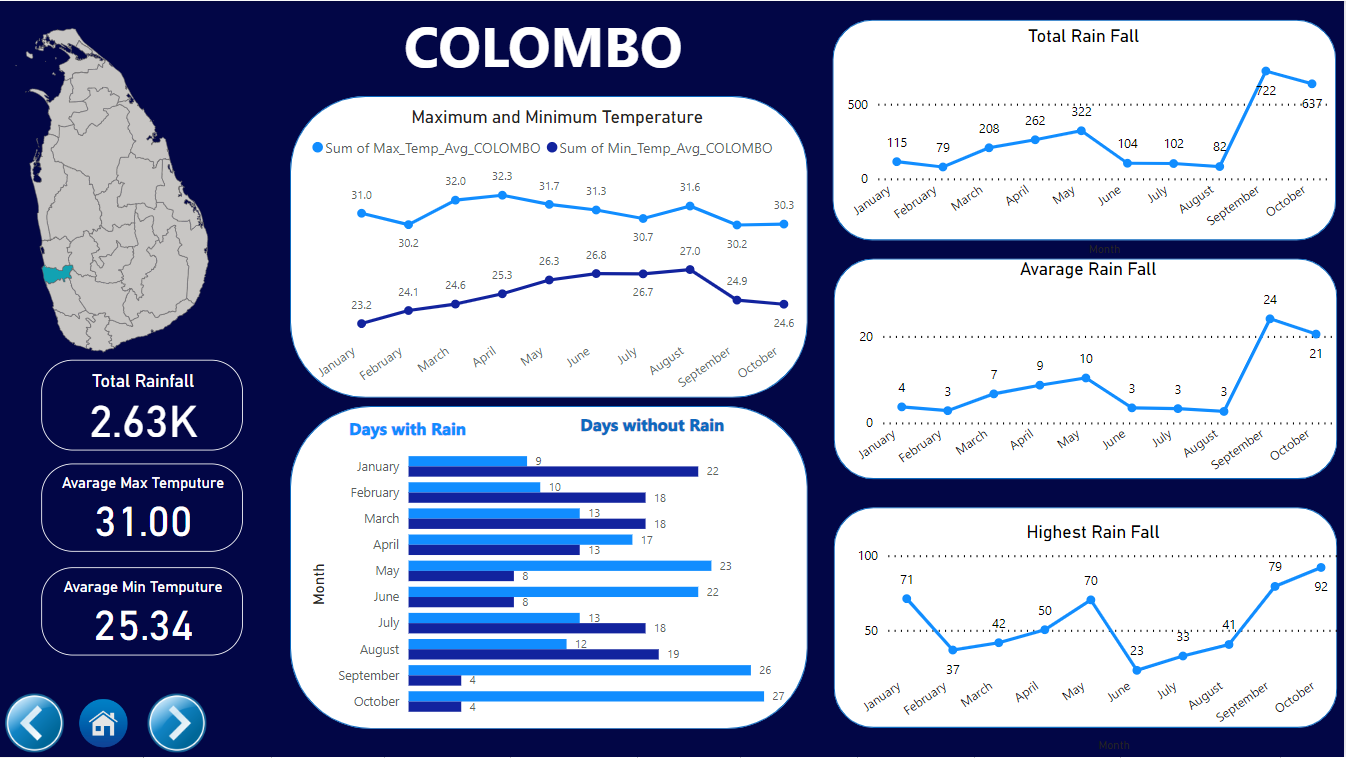 COLOMBO
Total Rainfall
2.63K
Avarage Max Temputure
31.00
Avarage Min Temputure
25.34
Maximum and Minimum Temperature
Sum of Max_Temp_Avg_COLOMBO Sum of Min_Temp_Avg_COLOMBO
31.0 30.2 32.0 32.3 31.7 31.3 30.7 31.6 30.2 30.3
23.2 24.1 24.6 25.3 26.3 26.8 26.7 27.0 24.9 24.6
January February March April May June July August September October
Days with Rain Days without Rain
Month
January 9 22
February 10 18
March 13 18
April 17 13
May 23 8
June 22 8
July 13 18
August 12 19
September 26 4
October 27 4
Total Rain Fall
500
0
115 79 208 262 322 104 102 82 722 637
January February March April May June July August September October
Month
Avarage Rain Fall
20
0
4 3 7 9 10 3 3 3 24 21
January February March April May June July August September October
Highest Rain Fall
100
50
71 37 42 50 70 23 33 41 79 92
January February March April May June July August September October
Month